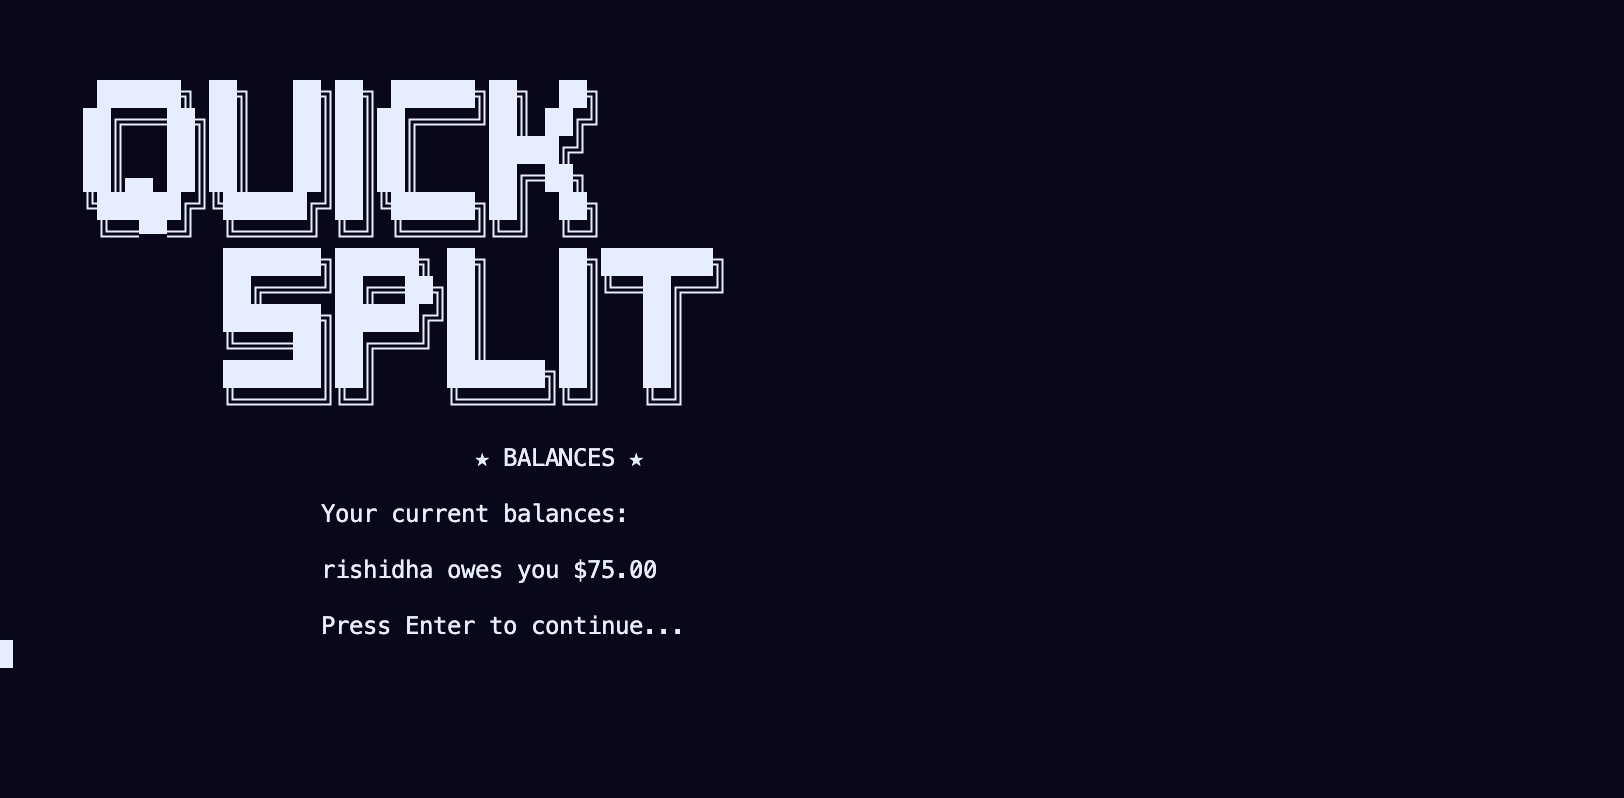 QUICK
SPLIT
★ BALANCES ★
Your current balances:
rishidha owes you $75.00
Press Enter to continue...